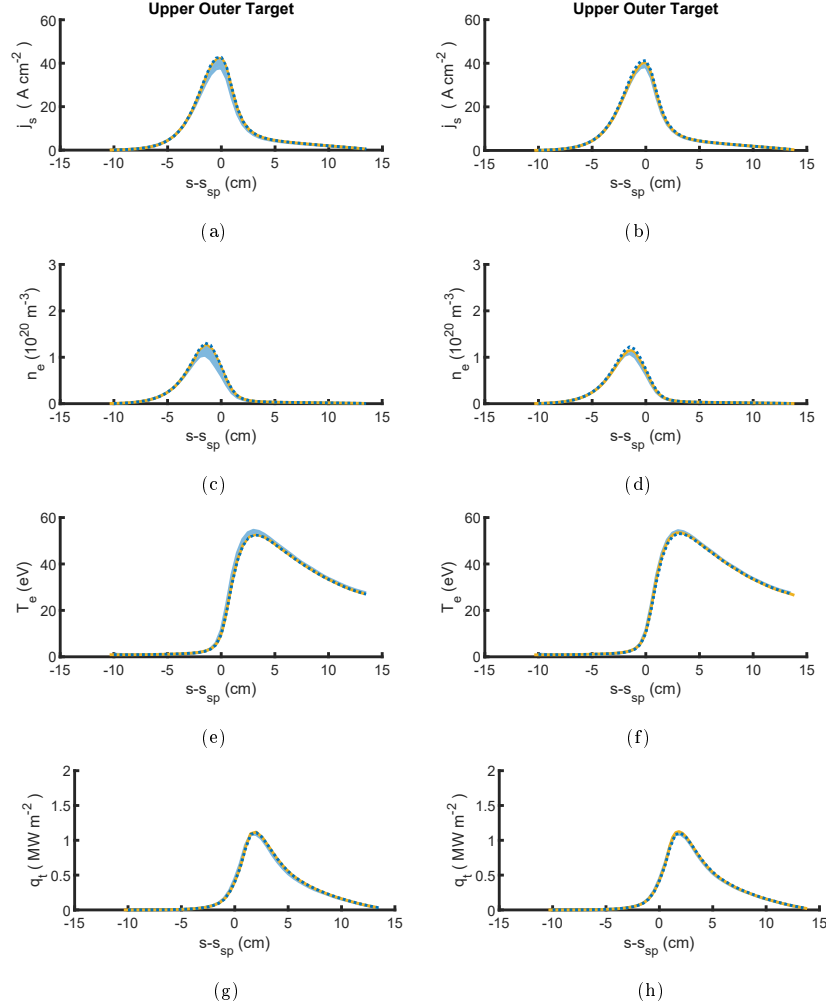 Upper Outer Target
Upper Outer Target
60
40
20
0
j_s ( A cm^-2 )
-15 -10 -5 0 5 10 15
s-s_sp (cm)
60
40
20
0
j_s ( A cm^-2 )
-15 -10 -5 0 5 10 15
s-s_sp (cm)
(a)
(b)
3
2
1
0
n_e (10^20 m^-3)
-15 -10 -5 0 5 10 15
s-s_sp (cm)
3
2
1
0
n_e (10^20 m^-3)
-15 -10 -5 0 5 10 15
s-s_sp (cm)
(c)
(d)
60
40
20
0
T_e (eV)
-15 -10 -5 0 5 10 15
s-s_sp (cm)
60
40
20
0
T_e (eV)
-15 -10 -5 0 5 10 15
s-s_sp (cm)
(e)
(f)
2
1.5
1
0.5
0
q_t ( MW m^-2 )
-15 -10 -5 0 5 10 15
s-s_sp (cm)
2
1.5
1
0.5
0
q_t ( MW m^-2 )
-15 -10 -5 0 5 10 15
s-s_sp (cm)
(g)
(h)